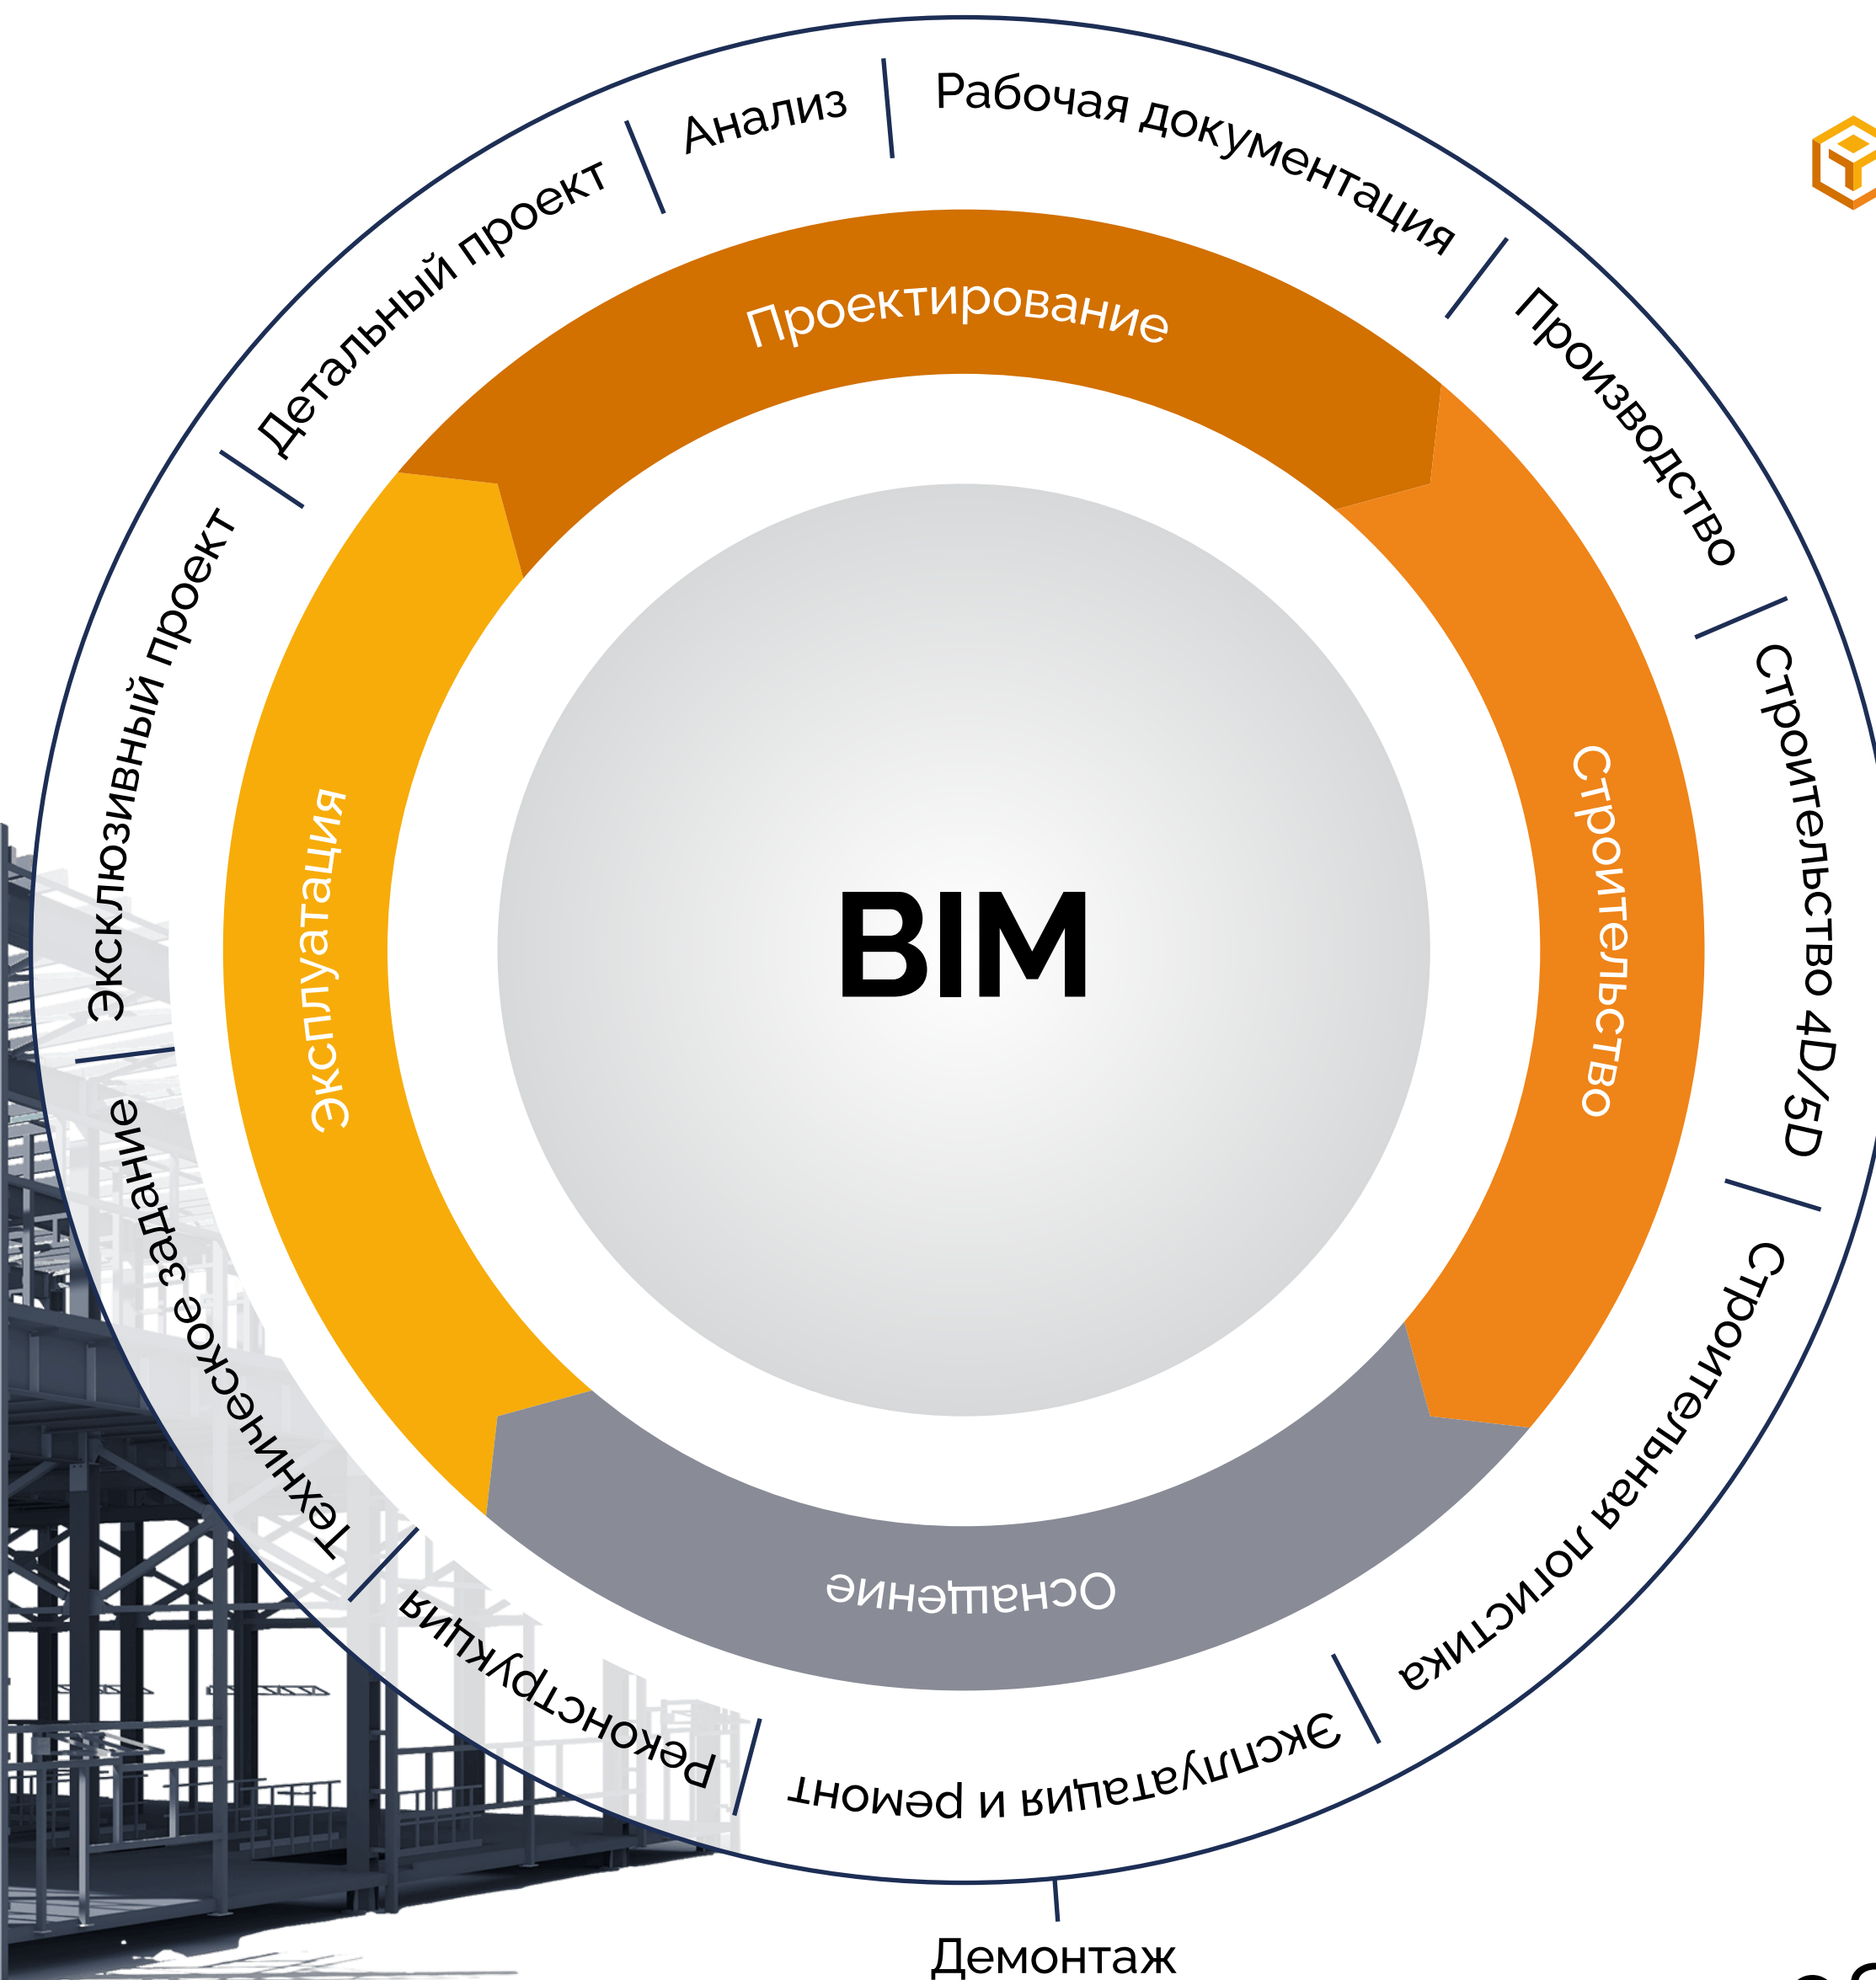 Анализ
Рабочая документация
Производство
Строительство 4D/5D
Строительная логистика
Эксплуатация и ремонт
Реконструкция
Техническое задание
Эксклюзивный проект
Детальный проект
Проектирование
Строительство
Оснащение
Эксплуатация
BIM
Демонтаж